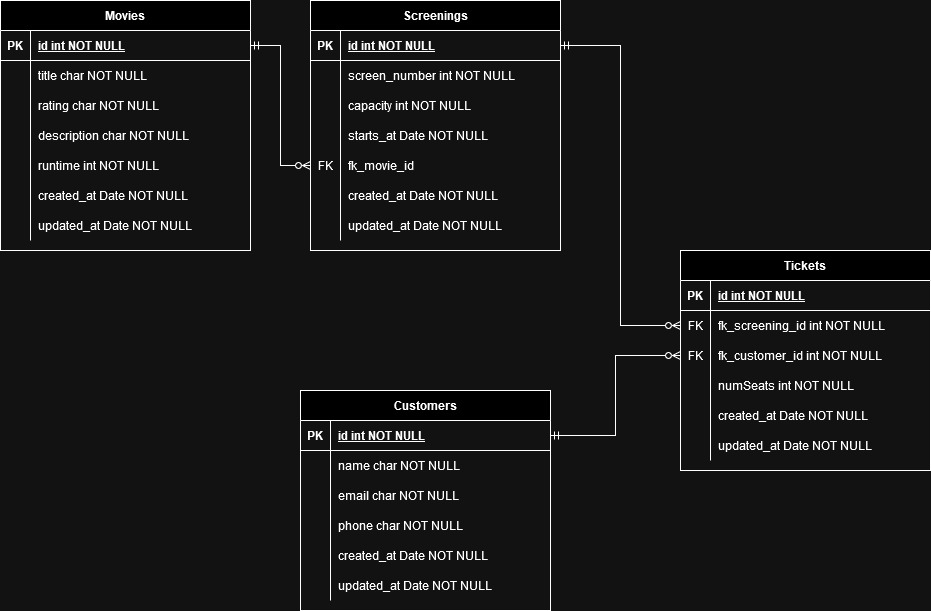 Movies
PK id int NOT NULL
title char NOT NULL
rating char NOT NULL
description char NOT NULL
runtime int NOT NULL
created_at Date NOT NULL
updated_at Date NOT NULL
Screenings
PK id int NOT NULL
screen_number int NOT NULL
capacity int NOT NULL
starts_at Date NOT NULL
FK fk_movie_id
created_at Date NOT NULL
updated_at Date NOT NULL
Tickets
PK id int NOT NULL
FK fk_screening_id int NOT NULL
FK fk_customer_id int NOT NULL
numSeats int NOT NULL
created_at Date NOT NULL
updated_at Date NOT NULL
Customers
PK id int NOT NULL
name char NOT NULL
email char NOT NULL
phone char NOT NULL
created_at Date NOT NULL
updated_at Date NOT NULL